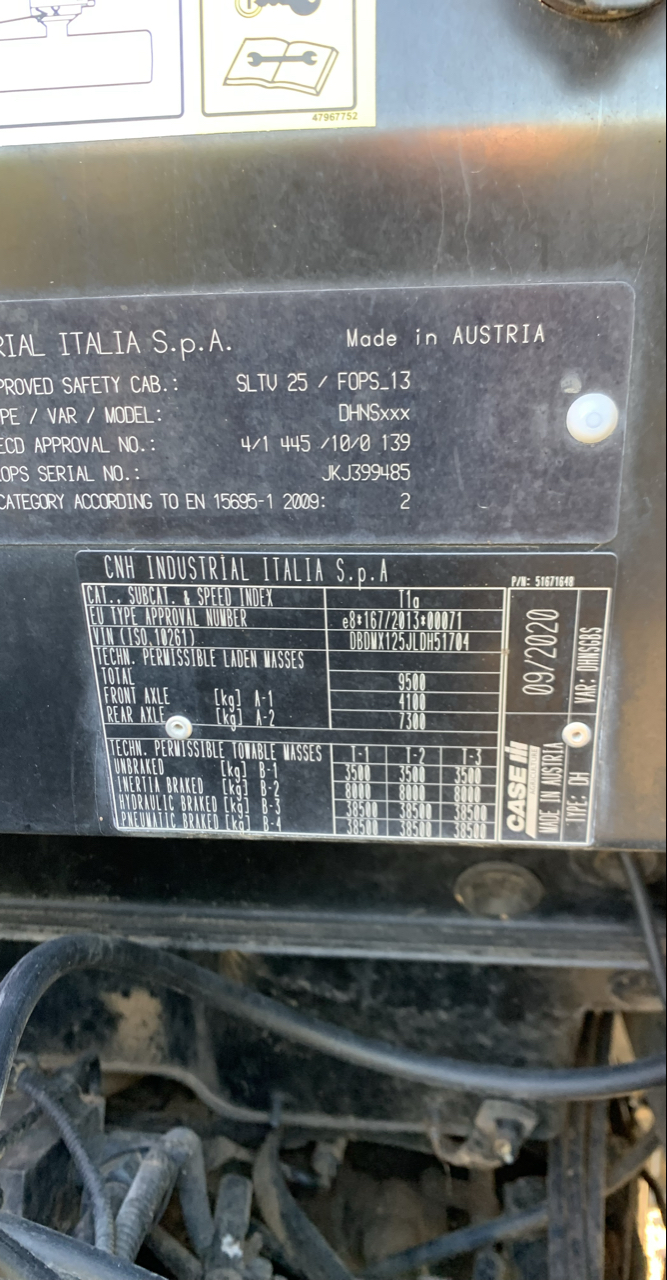 47967752
RIAL ITALIA S.p.A. Made in AUSTRIA
PROVED SAFETY CAB.: SLTV 25 / FOPS_13
PE / VAR / MODEL: DHNSxxx
ECD APPROVAL NO.: 4/1 445 /10/0 139
OPS SERIAL NO.: JKJ399485
CATEGORY ACCORDING TO EN 15695-1 2009: 2
CNH INDUSTRIAL ITALIA S.p.A
P/N: 51671648
CAT., SUBCAT. & SPEED INDEX T1a
EU TYPE APPROVAL NUMBER e8*167/2013*00071
VIN (ISO.10261) DBDMX125JLDH51704
TECHN. PERMISSIBLE LADEN MASSES
TOTAL 9500
FRONT AXLE [kg] A-1 4100
REAR AXLE [kg] A-2 7300
TECHN. PERMISSIBLE TOWABLE MASSES T-1 T-2 T-3
UNBRAKED [kg] B-1 3500 3500 3500
INERTIA BRAKED [kg] B-2 8000 8000 8000
HYDRAULIC BRAKED [kg] B-3 38500 38500 38500
PNEUMATIC BRAKED [kg] B-4 38500 38500 38500
09/2020
VAR: DHNSGBS
CASE IH
MADE IN AUSTRIA
TYPE: DH